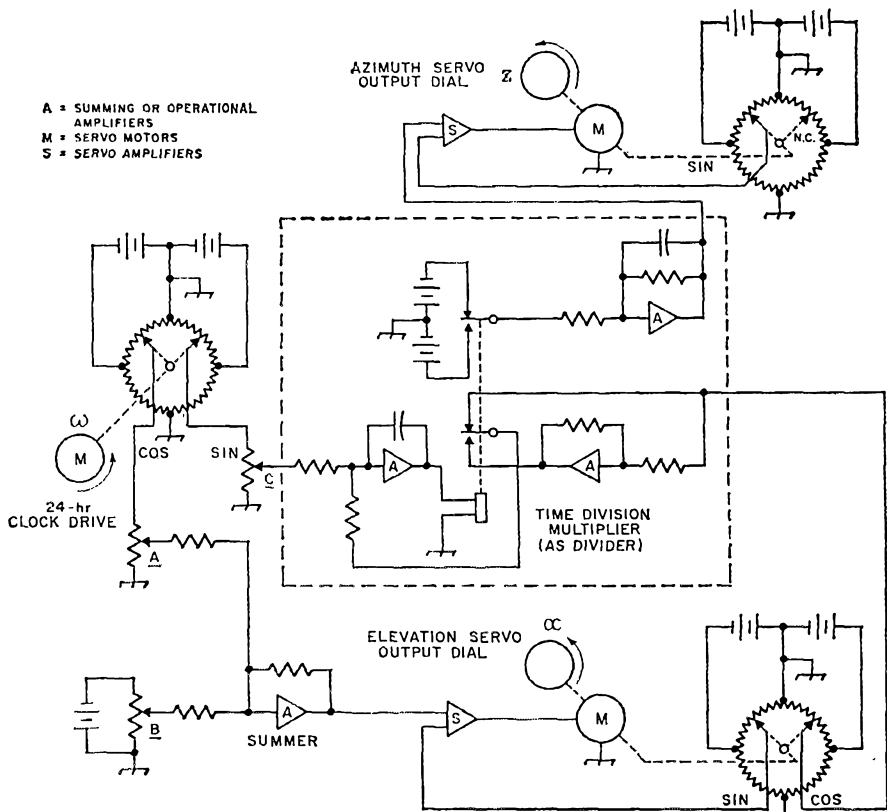 A = SUMMING OR OPERATIONAL
AMPLIFIERS
M = SERVO MOTORS
S = SERVO AMPLIFIERS
AZIMUTH SERVO
OUTPUT DIAL
Z
S
M
SIN
N.C.
A
ω
M
24-hr
CLOCK DRIVE
COS
SIN
C
A
A
TIME DIVISION
MULTIPLIER
(AS DIVIDER)
A
ELEVATION SERVO
OUTPUT DIAL
α
B
A
SUMMER
S
M
SIN
COS